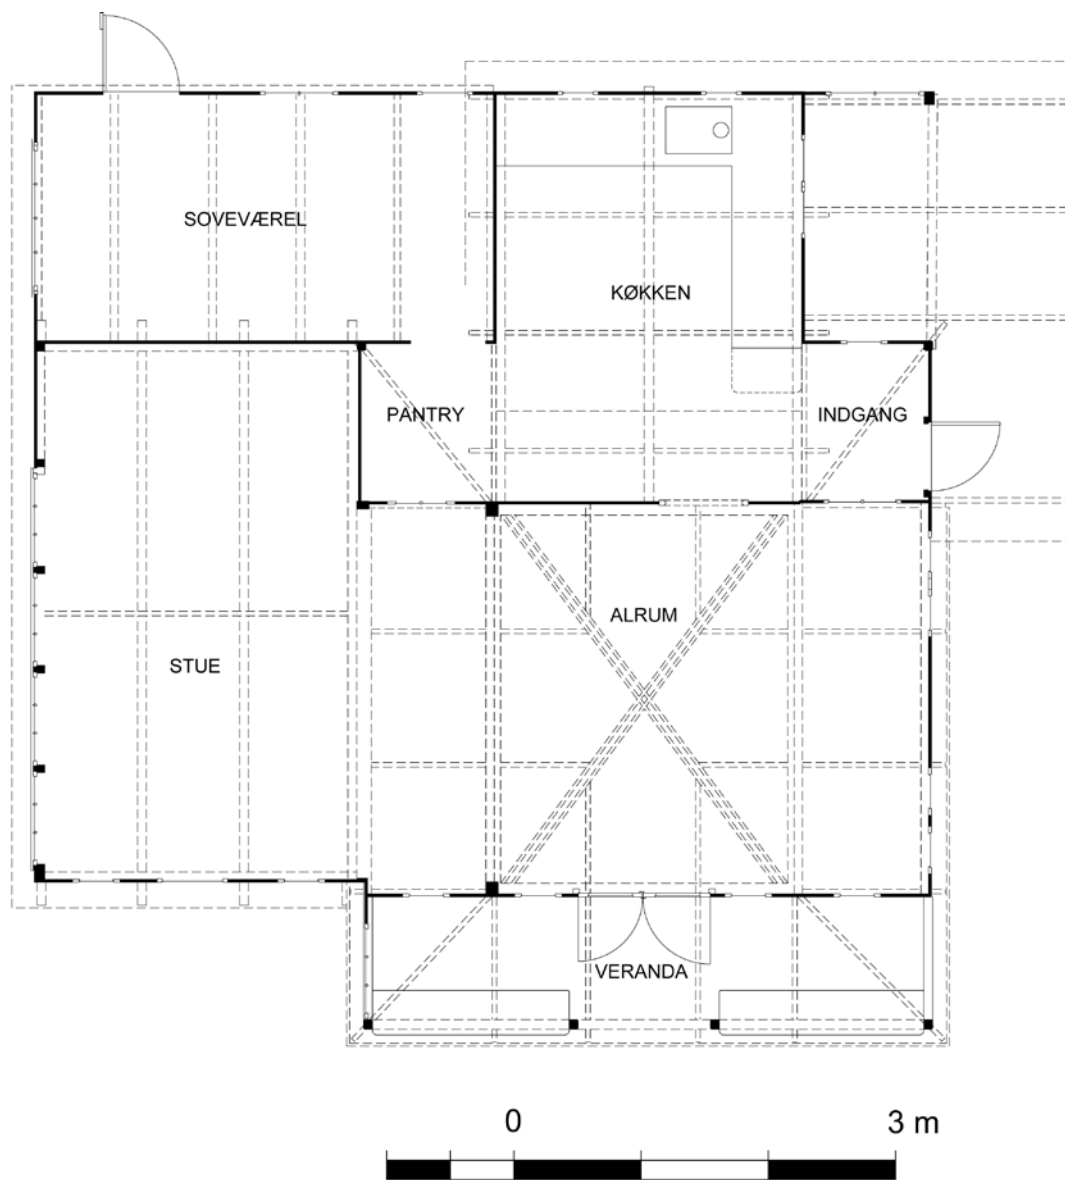 SOVEVÆREL
KØKKEN
PANTRY
INDGANG
ALRUM
STUE
VERANDA
0
3 m